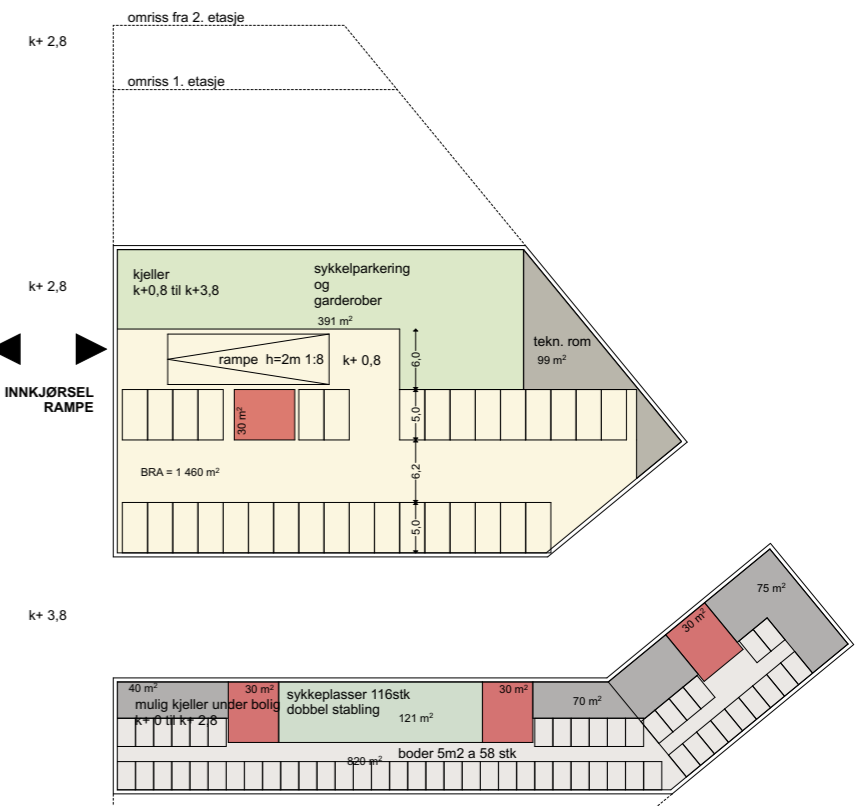 omriss fra 2. etasje
k+ 2,8
omriss 1. etasje
k+ 2,8
kjeller
k+0,8 til k+3,8
sykkelparkering
og
garderober
391 m²
tekn. rom
99 m²
rampe h=2m 1:8
k+ 0,8
6,0
INNKJØRSEL
RAMPE
30 m²
5,0
BRA = 1 460 m²
6,2
5,0
k+ 3,8
75 m²
30 m²
40 m²
mulig kjeller under bolig
k+ 0 til k+ 2,8
30 m²
sykkeplasser 116stk
dobbel stabling
121 m²
30 m²
70 m²
boder 5m2 a 58 stk
820 m²